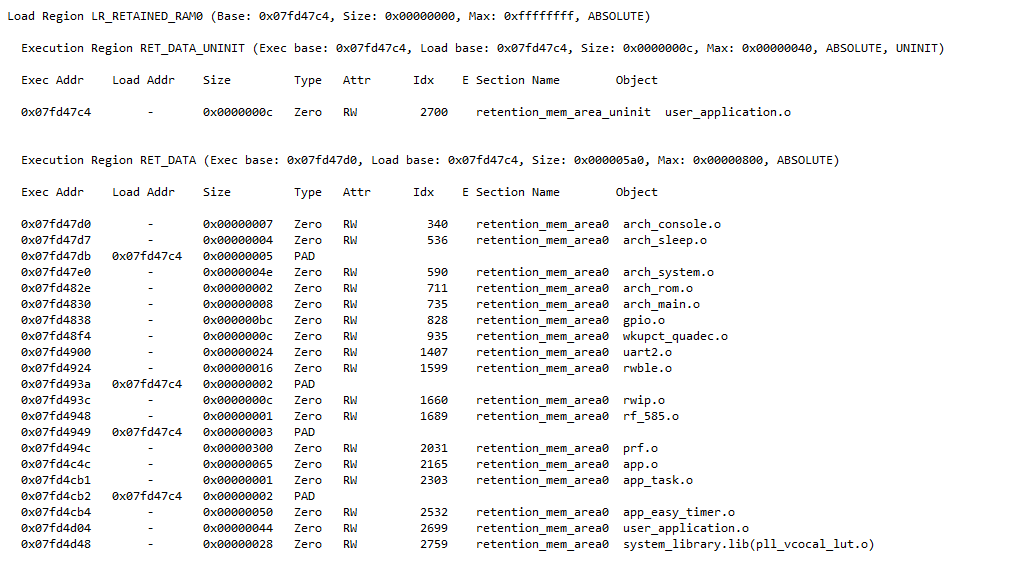 Load Region LR_RETAINED_RAM0 (Base: 0x07fd47c4, Size: 0x00000000, Max: 0xffffffff, ABSOLUTE)
Execution Region RET_DATA_UNINIT (Exec base: 0x07fd47c4, Load base: 0x07fd47c4, Size: 0x0000000c, Max: 0x00000040, ABSOLUTE, UNINIT)
Exec Addr    Load Addr    Size         Type   Attr      Idx    E Section Name        Object
0x07fd47c4        -       0x0000000c   Zero   RW         2700    retention_mem_area_uninit  user_application.o
Execution Region RET_DATA (Exec base: 0x07fd47d0, Load base: 0x07fd47c4, Size: 0x000005a0, Max: 0x00000800, ABSOLUTE)
Exec Addr    Load Addr    Size         Type   Attr      Idx    E Section Name        Object
0x07fd47d0        -       0x00000007   Zero   RW          340    retention_mem_area0  arch_console.o
0x07fd47d7        -       0x00000004   Zero   RW          536    retention_mem_area0  arch_sleep.o
0x07fd47db   0x07fd47c4   0x00000005   PAD
0x07fd47e0        -       0x0000004e   Zero   RW          590    retention_mem_area0  arch_system.o
0x07fd482e        -       0x00000002   Zero   RW          711    retention_mem_area0  arch_rom.o
0x07fd4830        -       0x00000008   Zero   RW          735    retention_mem_area0  arch_main.o
0x07fd4838        -       0x000000bc   Zero   RW          828    retention_mem_area0  gpio.o
0x07fd48f4        -       0x0000000c   Zero   RW          935    retention_mem_area0  wkupct_quadec.o
0x07fd4900        -       0x00000024   Zero   RW         1407    retention_mem_area0  uart2.o
0x07fd4924        -       0x00000016   Zero   RW         1599    retention_mem_area0  rwble.o
0x07fd493a   0x07fd47c4   0x00000002   PAD
0x07fd493c        -       0x0000000c   Zero   RW         1660    retention_mem_area0  rwip.o
0x07fd4948        -       0x00000001   Zero   RW         1689    retention_mem_area0  rf_585.o
0x07fd4949   0x07fd47c4   0x00000003   PAD
0x07fd494c        -       0x00000300   Zero   RW         2031    retention_mem_area0  prf.o
0x07fd4c4c        -       0x00000065   Zero   RW         2165    retention_mem_area0  app.o
0x07fd4cb1        -       0x00000001   Zero   RW         2303    retention_mem_area0  app_task.o
0x07fd4cb2   0x07fd47c4   0x00000002   PAD
0x07fd4cb4        -       0x00000050   Zero   RW         2532    retention_mem_area0  app_easy_timer.o
0x07fd4d04        -       0x00000044   Zero   RW         2699    retention_mem_area0  user_application.o
0x07fd4d48        -       0x00000028   Zero   RW         2759    retention_mem_area0  system_library.lib(pll_vcocal_lut.o)